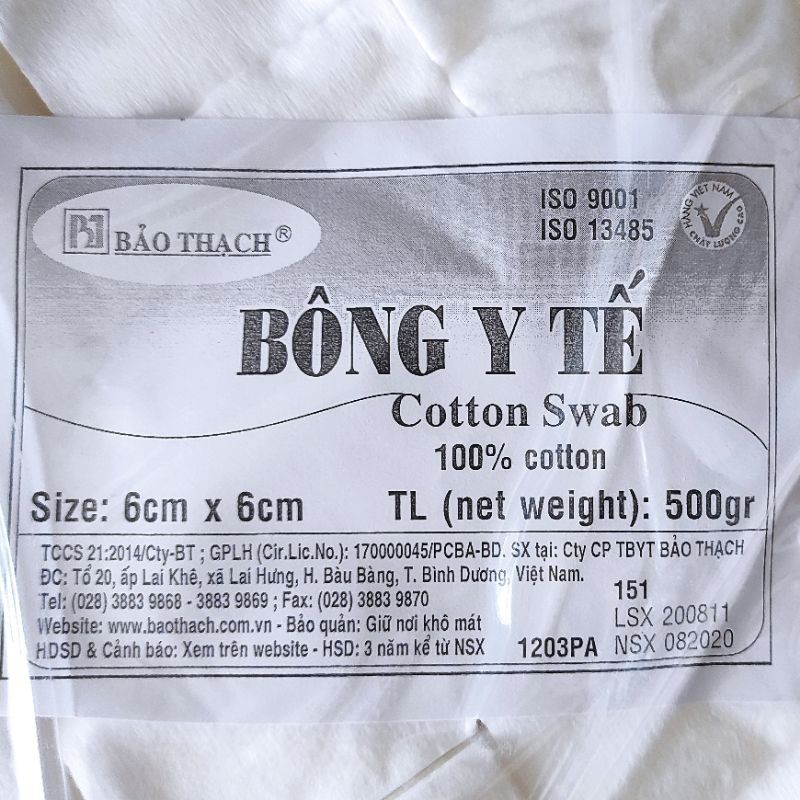 BẢO THẠCH®
ISO 9001
ISO 13485
HÀNG VIỆT NAM
CHẤT LƯỢNG CAO
BÔNG Y TẾ
Cotton Swab
100% cotton
Size: 6cm x 6cm TL (net weight): 500gr
TCCS 21:2014/Cty-BT ; GPLH (Cir.Lic.No.): 170000045/PCBA-BD. SX tại: Cty CP TBYT BẢO THẠCH
ĐC: Tổ 20, ấp Lai Khê, xã Lai Hưng, H. Bàu Bàng, T. Bình Dương, Việt Nam.
Tel: (028) 3883 9868 - 3883 9869 ; Fax: (028) 3883 9870
Website: www.baothach.com.vn - Bảo quản: Giữ nơi khô mát
HDSD & Cảnh báo: Xem trên website - HSD: 3 năm kể từ NSX
1203PA
151
LSX 200811
NSX 082020